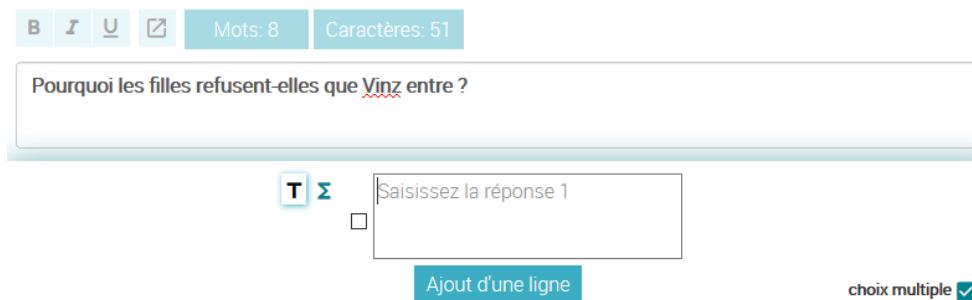 B I U Mots: 8 Caractères: 51
Pourquoi les filles refusent-elles que Vinz entre ?
T Σ Saisissez la réponse 1
Ajout d'une ligne
choix multiple